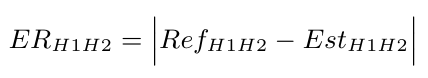 ER_{H1H2} = |Ref_{H1H2} − Est_{H1H2}|